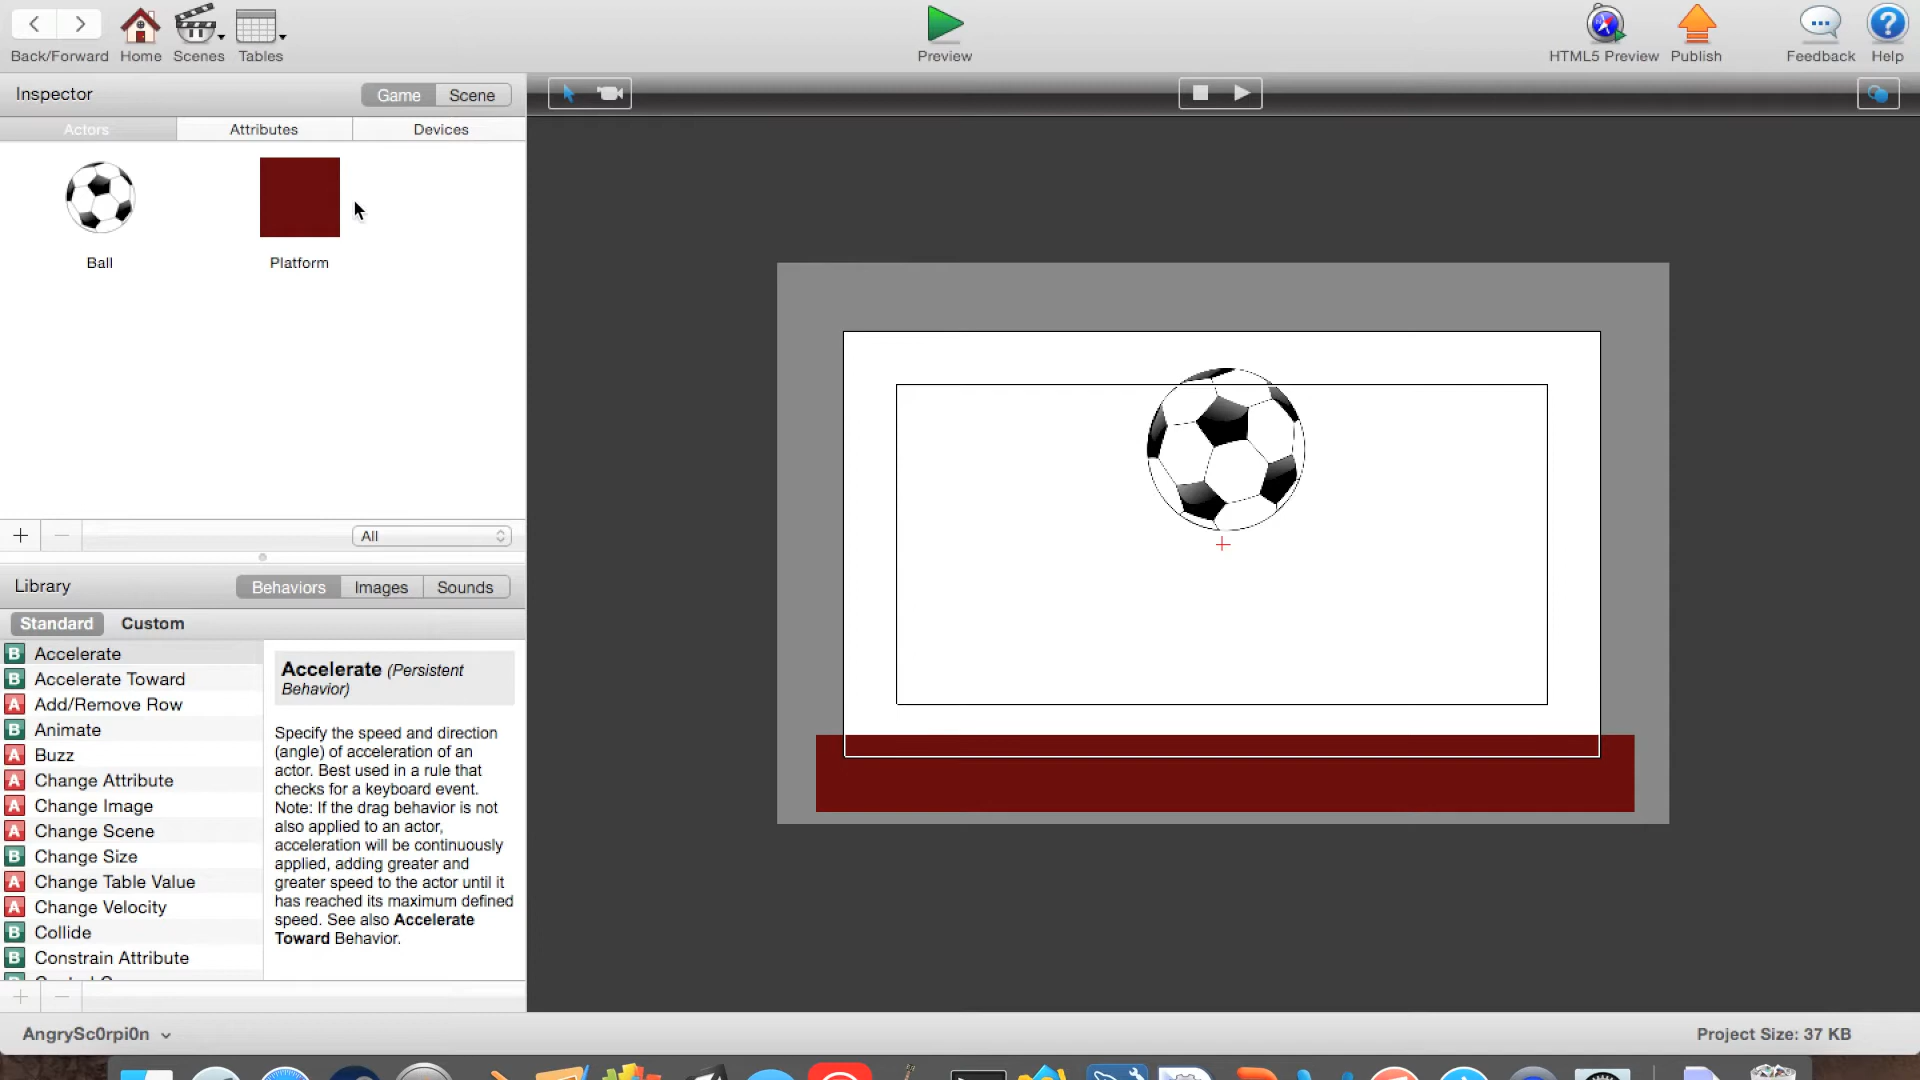 Back/Forward Home Scenes Tables Preview HTML5 Preview Publish Feedback Help
Inspector Game Scene
Actors Attributes Devices
Ball Platform
All
Library Behaviors Images Sounds
Standard Custom
Accelerate
Accelerate Toward
Add/Remove Row
Animate
Buzz
Change Attribute
Change Image
Change Scene
Change Size
Change Table Value
Change Velocity
Collide
Constrain Attribute
Accelerate (Persistent
Behavior)
Specify the speed and direction
(angle) of acceleration of an
actor. Best used in a rule that
checks for a keyboard event.
Note: If the drag behavior is not
also applied to an actor,
acceleration will be continuously
applied, adding greater and
greater speed to the actor until it
has reached its maximum defined
speed. See also Accelerate
Toward Behavior.
AngrySc0rpi0n Project Size: 37 KB